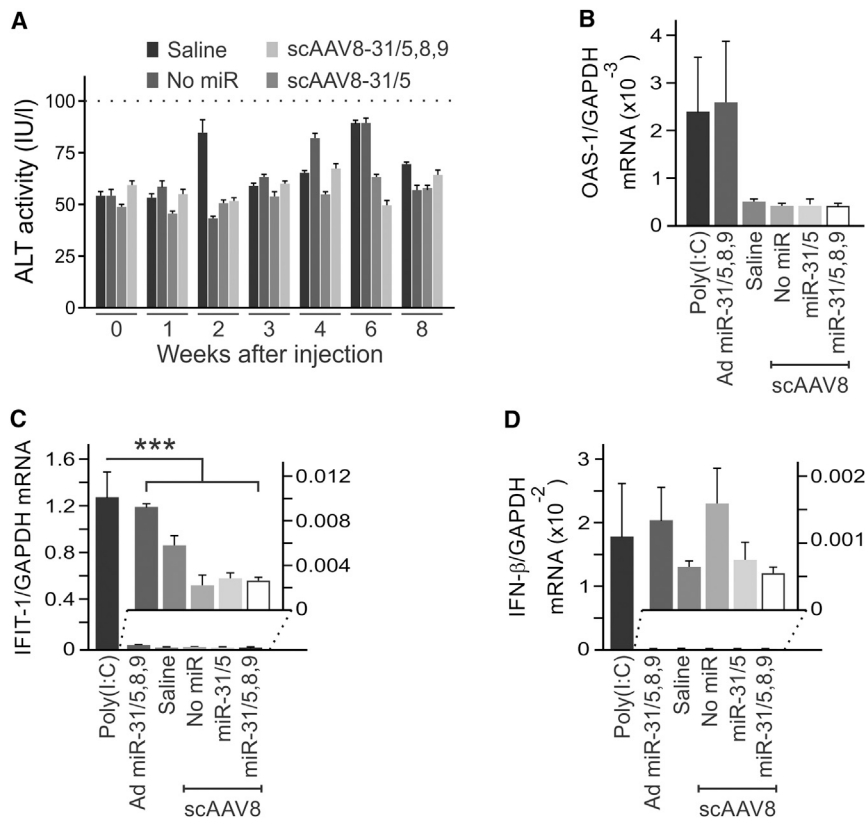 A
Saline
No miR
scAAV8-31/5,8,9
scAAV8-31/5
ALT activity (IU/l)
100
75
50
25
0
0 1 2 3 4 6 8
Weeks after injection
B
OAS-1/GAPDH
mRNA (x10-3)
4
3
2
1
0
Poly(I:C)
Ad miR-31/5,8,9
Saline
No miR
miR-31/5
miR-31/5,8,9
scAAV8
C
IFIT-1/GAPDH mRNA
1.6
1.2
0.8
0.4
0
***
0.012
0.008
0.004
0
Poly(I:C)
Ad miR-31/5,8,9
Saline
No miR
miR-31/5
miR-31/5,8,9
scAAV8
D
IFN-β/GAPDH
mRNA (x10-2)
3
2
1
0
0.002
0.001
0
Poly(I:C)
Ad miR-31/5,8,9
Saline
No miR
miR-31/5
miR-31/5,8,9
scAAV8